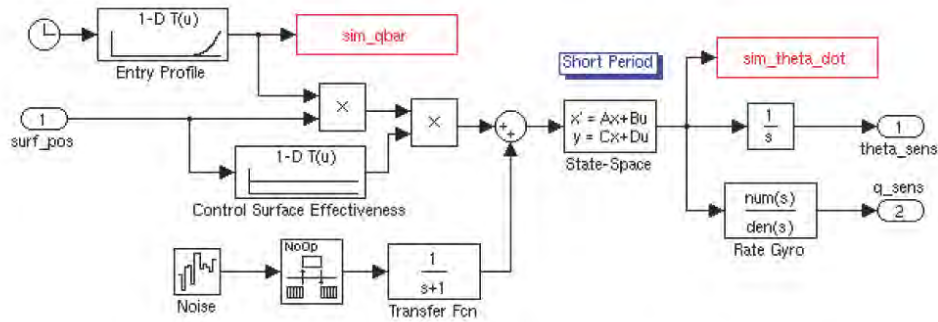 1-D T(u)
Entry Profile
sim_qbar
Short Period
sim_theta_dot
1
surf_pos
×
×
++
x' = Ax+Bu
y = Cx+Du
State-Space
1
s
1
theta_sens
1-D T(u)
Control Surface Effectiveness
q_sens
2
num(s)
den(s)
Rate Gyro
Noise
NoOp
1
s+1
Transfer Fcn